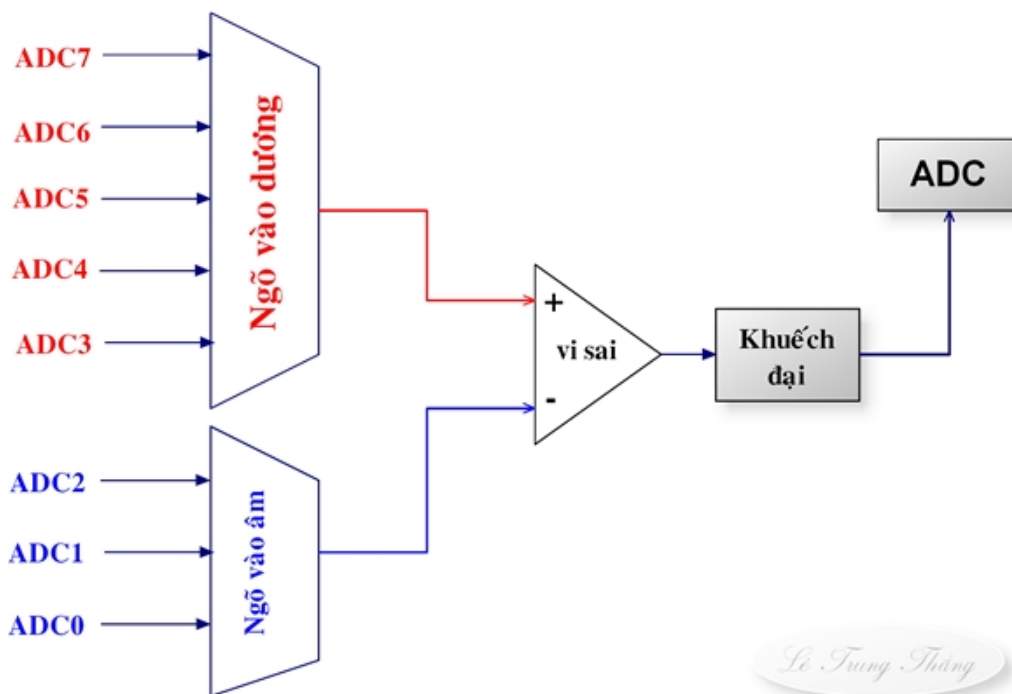 ADC7
ADC6
ADC5
ADC4
ADC3
Ngõ vào dương
ADC2
ADC1
ADC0
Ngõ vào âm
+
vi sai
-
Khuếch
đại
ADC
Lê Trung Thắng